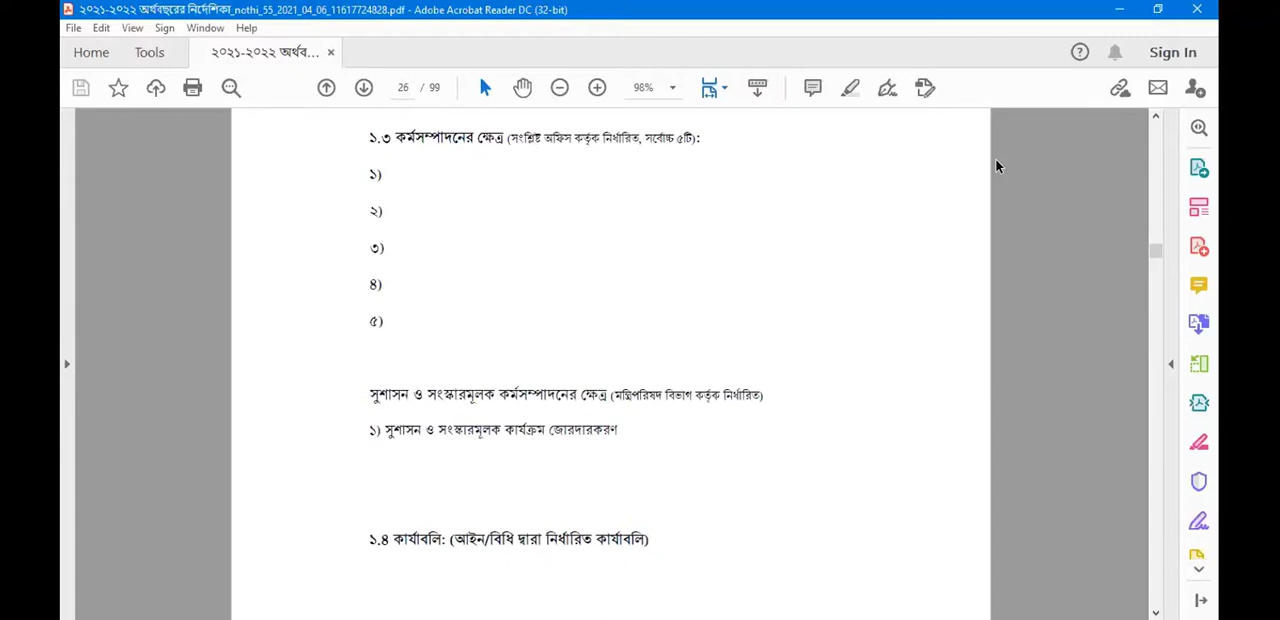 ২০২১-২০২২ অর্থবছরের নির্দেশিকা_nothi_55_2021_04_06_11617724828.pdf - Adobe Acrobat Reader DC (32-bit)
File Edit View Sign Window Help
Home Tools ২০২১-২০২২ অর্থব... × Sign In
26 / 99 98%
১.৩ কর্মসম্পাদনের ক্ষেত্র (সংশ্লিষ্ট অফিস কর্তৃক নির্ধারিত, সর্বোচ্চ ৫টি):
১)
২)
৩)
৪)
৫)
সুশাসন ও সংস্কারমূলক কর্মসম্পাদনের ক্ষেত্র (মন্ত্রিপরিষদ বিভাগ কর্তৃক নির্ধারিত)
১) সুশাসন ও সংস্কারমূলক কার্যক্রম জোরদারকরণ
১.৪ কার্যাবলি: (আইন/বিধি দ্বারা নির্ধারিত কার্যাবলি)